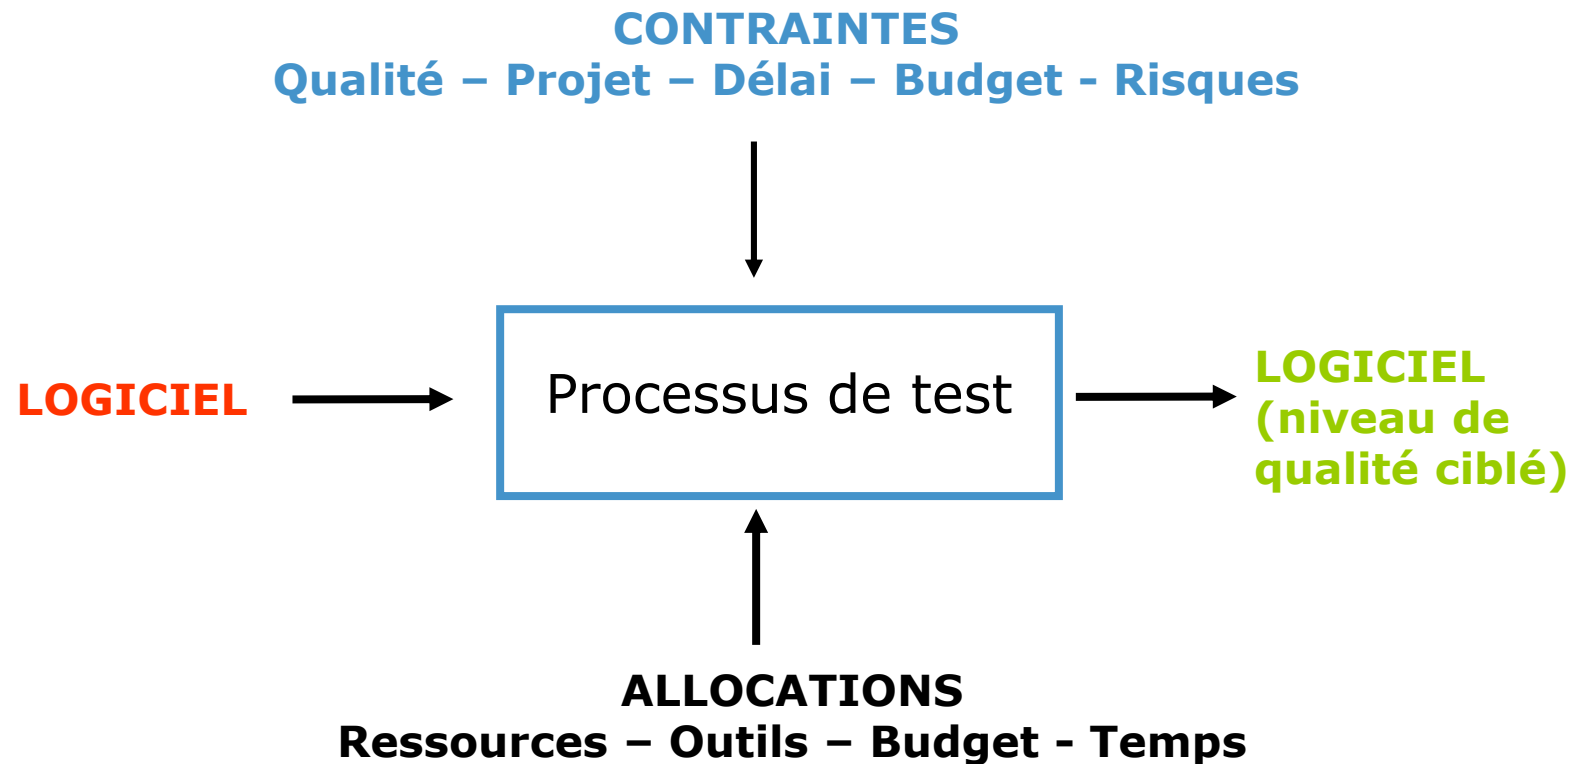 CONTRAINTES
Qualité – Projet – Délai – Budget - Risques
LOGICIEL
Processus de test
LOGICIEL
(niveau de
qualité ciblé)
ALLOCATIONS
Ressources – Outils – Budget - Temps